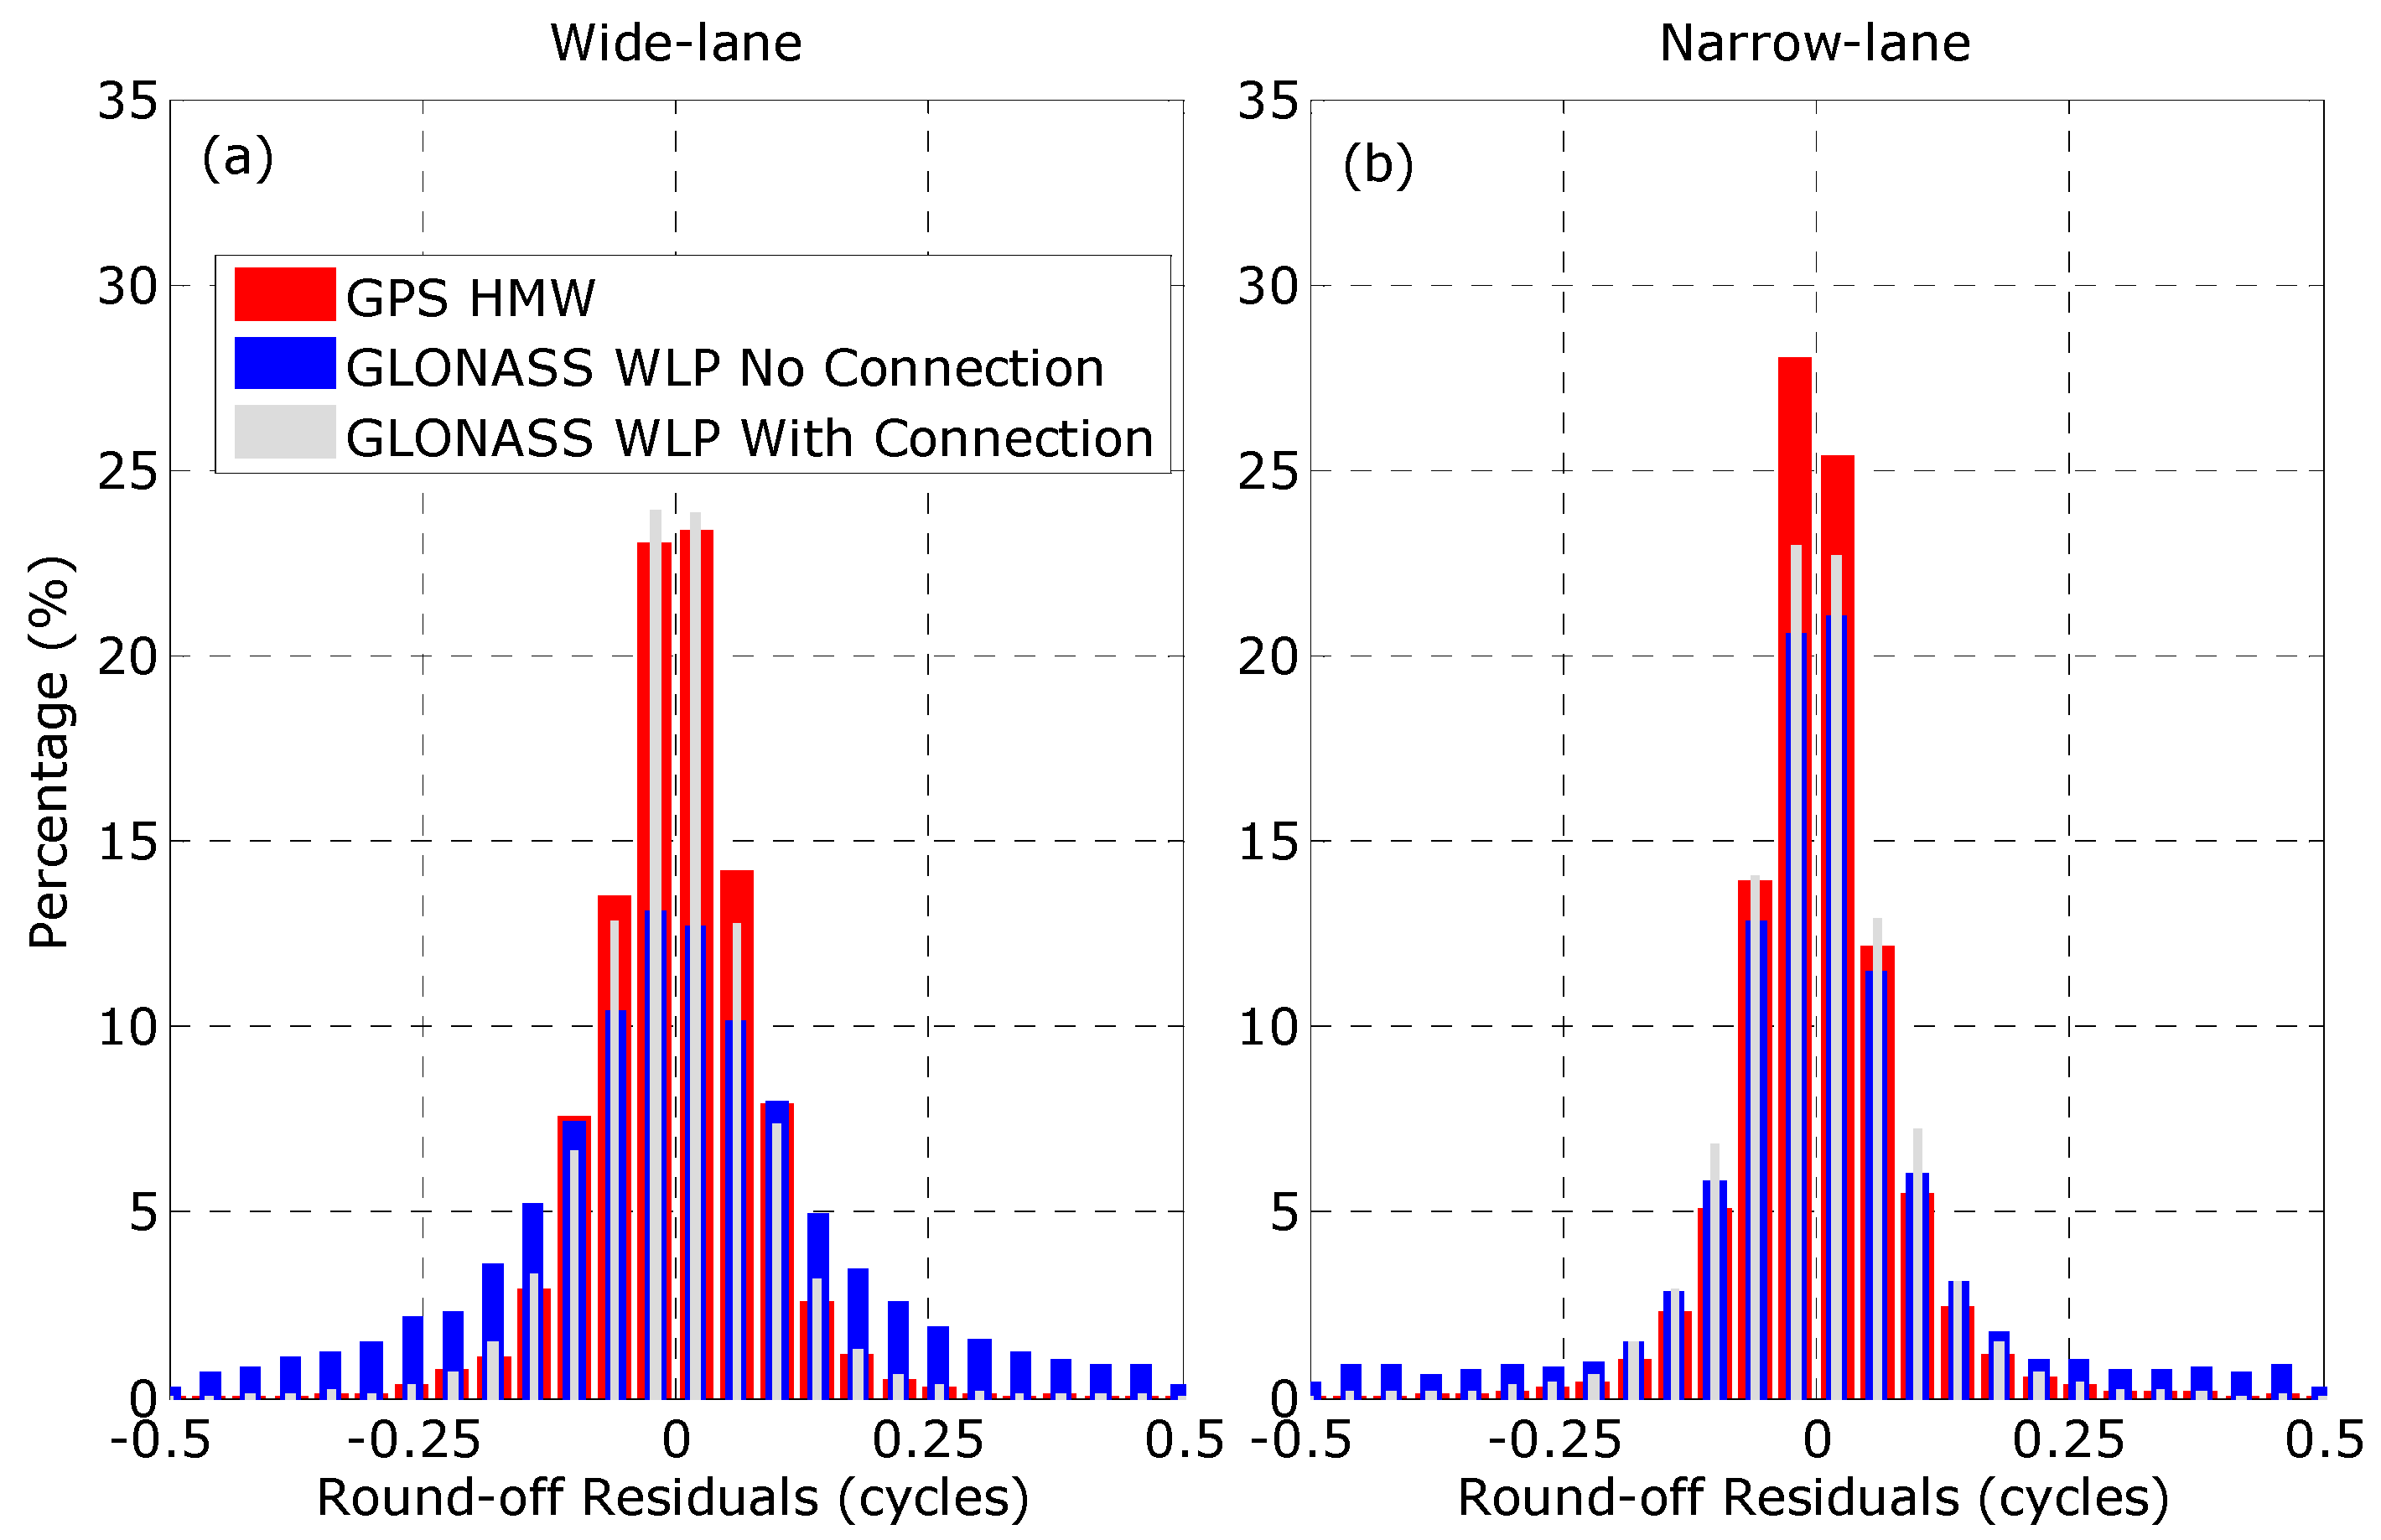 Wide-lane
Narrow-lane
(a)
(b)
GPS HMW
GLONASS WLP No Connection
GLONASS WLP With Connection
Percentage (%)
35
30
25
20
15
10
5
0
-0.5
-0.25
0
0.25
0.5
Round-off Residuals (cycles)
35
30
25
20
15
10
5
0
-0.5
-0.25
0
0.25
0.5
Round-off Residuals (cycles)